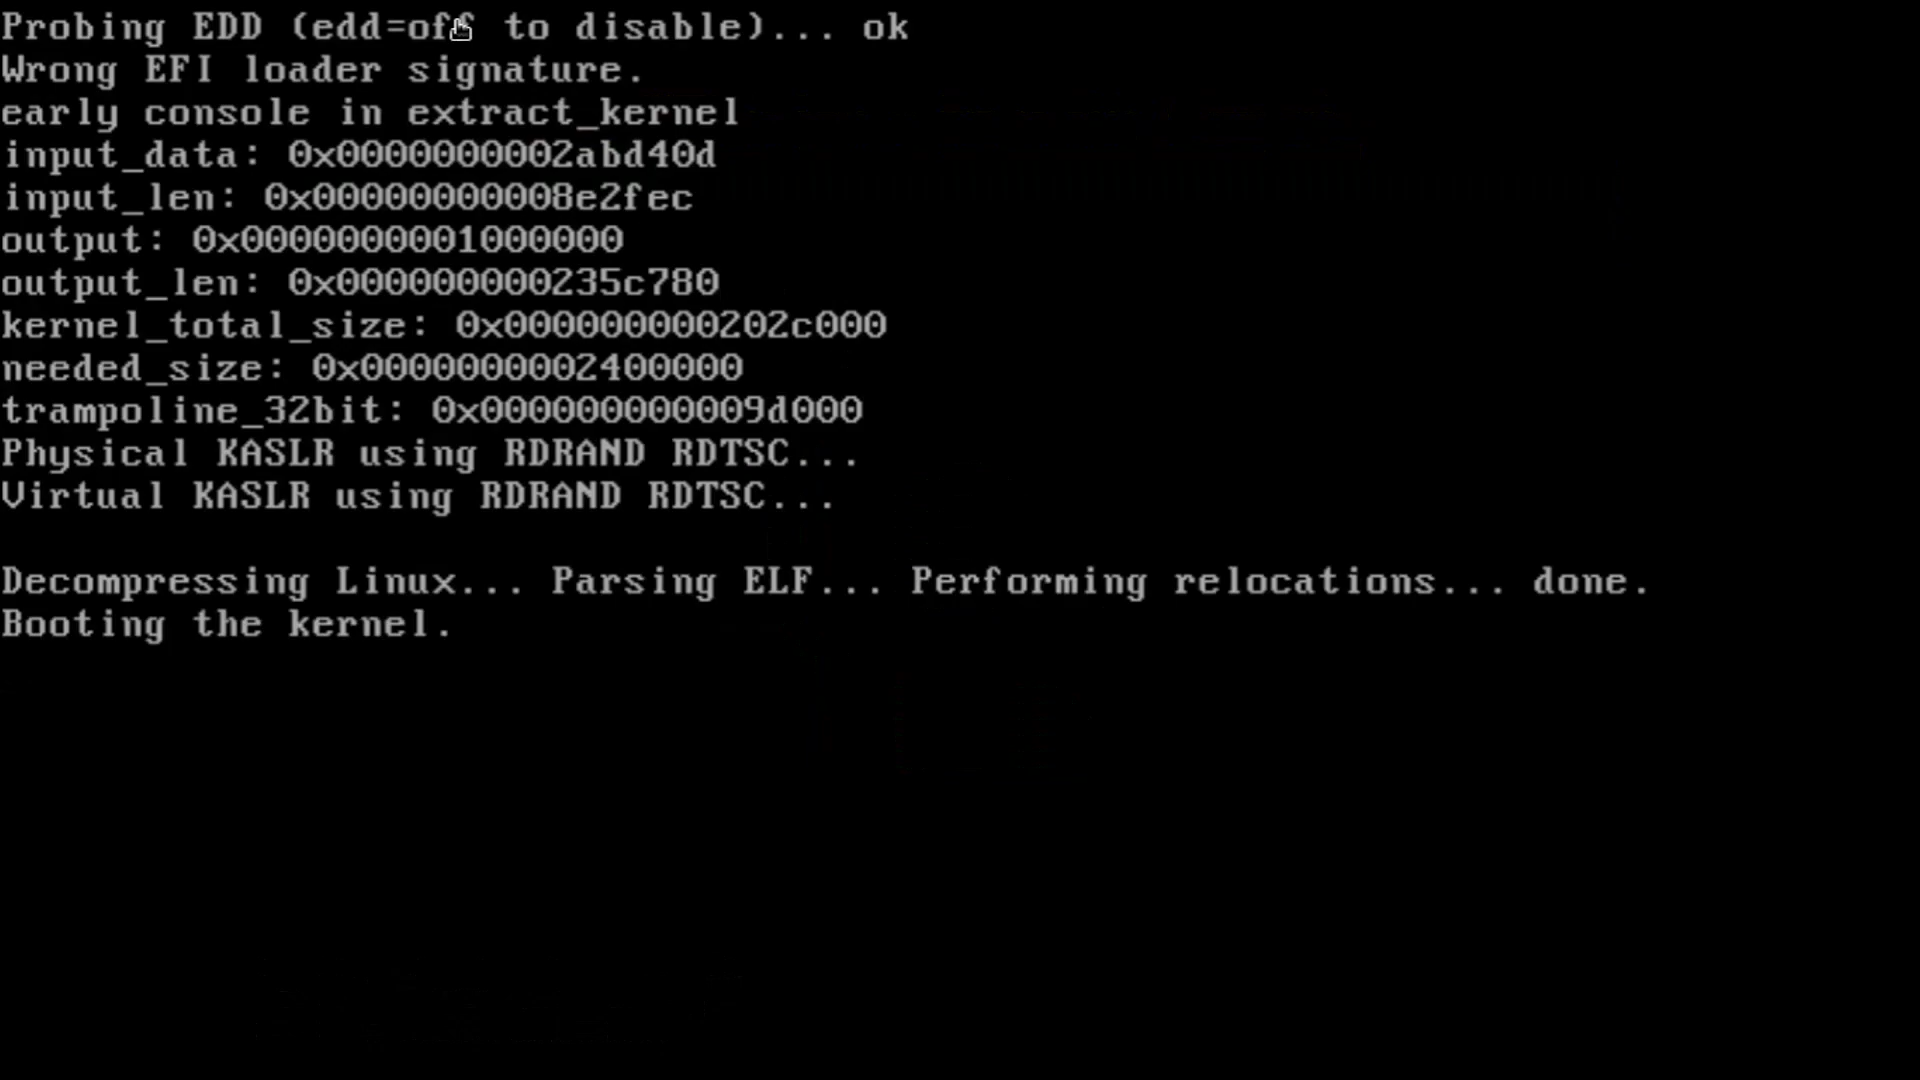 Probing EDD (edd=off to disable)... ok
Wrong EFI loader signature.
early console in extract_kernel
input_data: 0x0000000002abd40d
input_len: 0x00000000008e2fec
output: 0x0000000001000000
output_len: 0x000000000235c780
kernel_total_size: 0x000000000202c000
needed_size: 0x0000000002400000
trampoline_32bit: 0x000000000009d000
Physical KASLR using RDRAND RDTSC...
Virtual KASLR using RDRAND RDTSC...
Decompressing Linux... Parsing ELF... Performing relocations... done.
Booting the kernel.